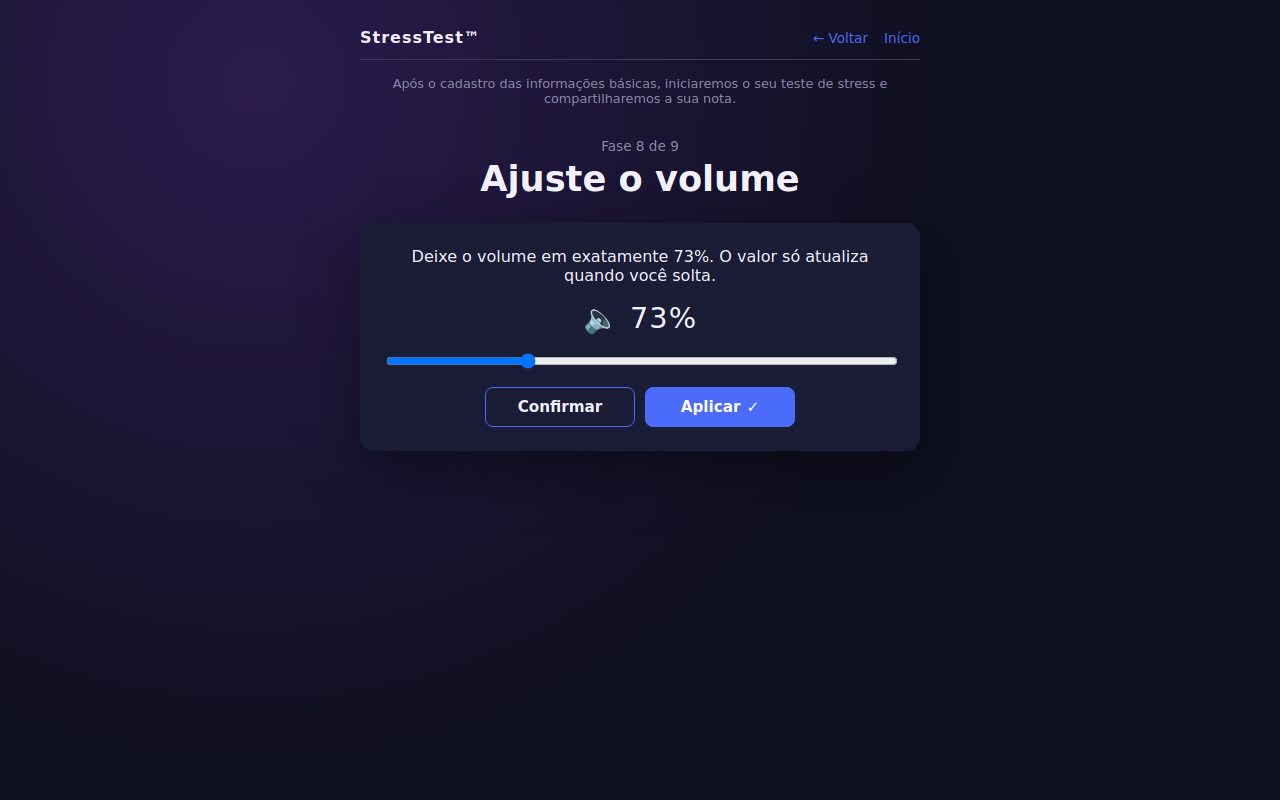 StressTest™
← Voltar Início
Após o cadastro das informações básicas, iniciaremos o seu teste de stress e
compartilharemos a sua nota.
Fase 8 de 9
Ajuste o volume
Deixe o volume em exatamente 73%. O valor só atualiza
quando você solta.
🔈 73%
Confirmar
Aplicar ✓